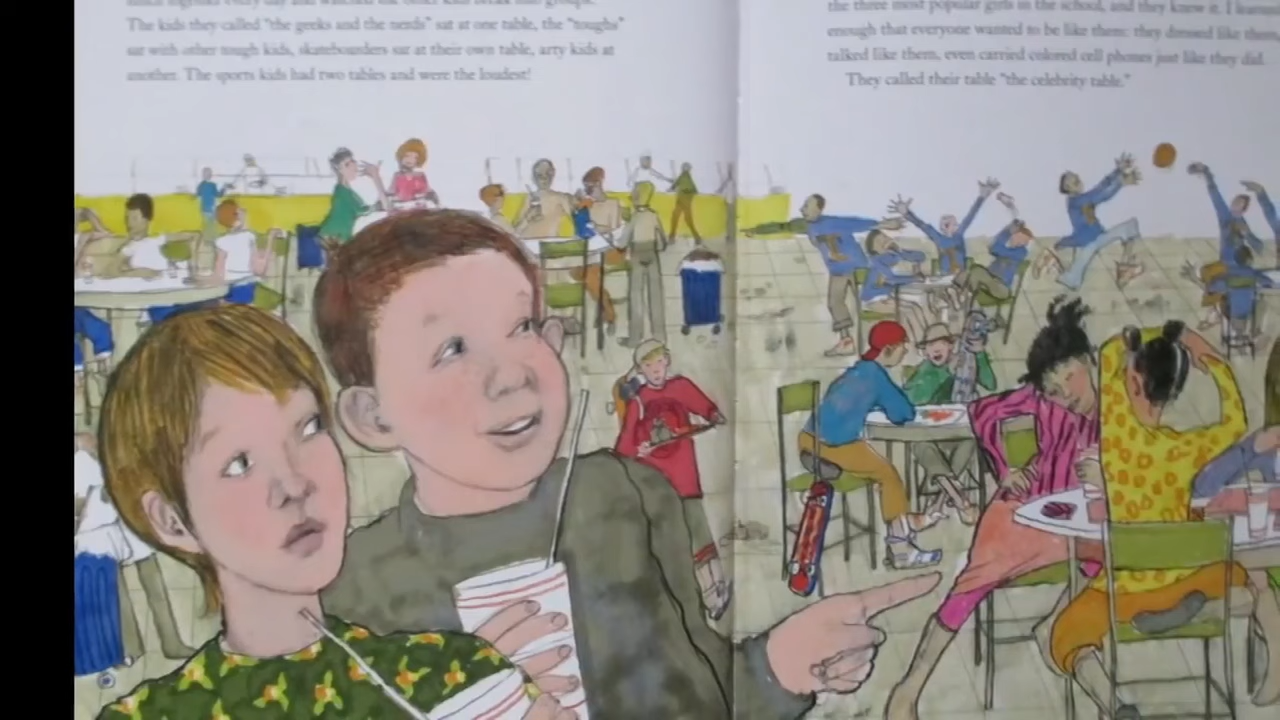 The kids they called "the geeks and the nerds" sat at one table, the "toughs"
sat with other tough kids, skateboarders sat at their own table, arty kids at
another. The sports kids had two tables and were the loudest!
the three most popular girls in the school, and they knew it. I
enough that everyone wanted to be like them: they dressed like them,
talked like them, even carried colored cell phones just like they did.
They called their table "the celebrity table."